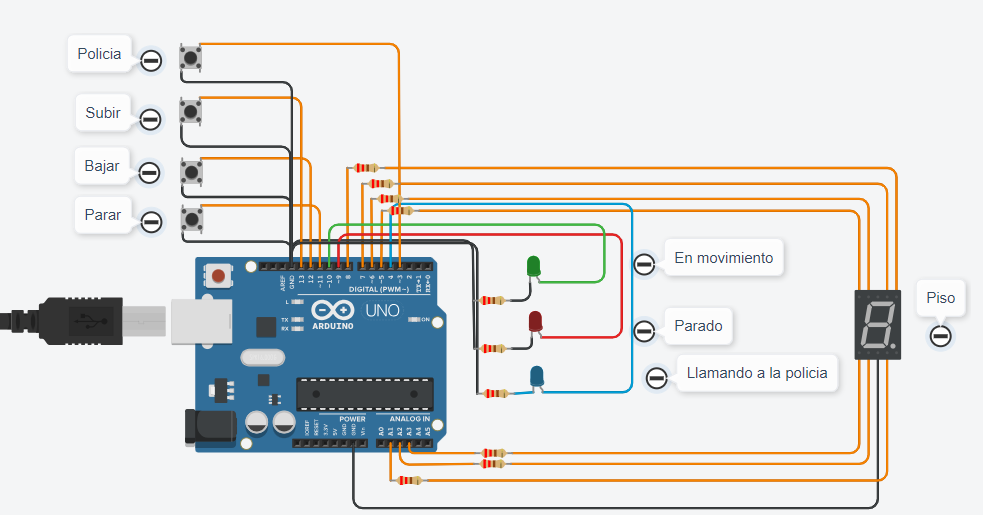 Policia
Subir
Bajar
Parar
En movimiento
Parado
Llamando a la policia
Piso
AREF
GND
13
12
~11
~10
~9
8
7
~6
~5
4
~3
2
TX→1
RX←0
DIGITAL (PWM~)
L
TX
RX
ARDUINO
UNO
ON
POWER
ANALOG IN
IOREF
RESET
3.3V
5V
GND
GND
Vin
A0
A1
A2
A3
A4
A5